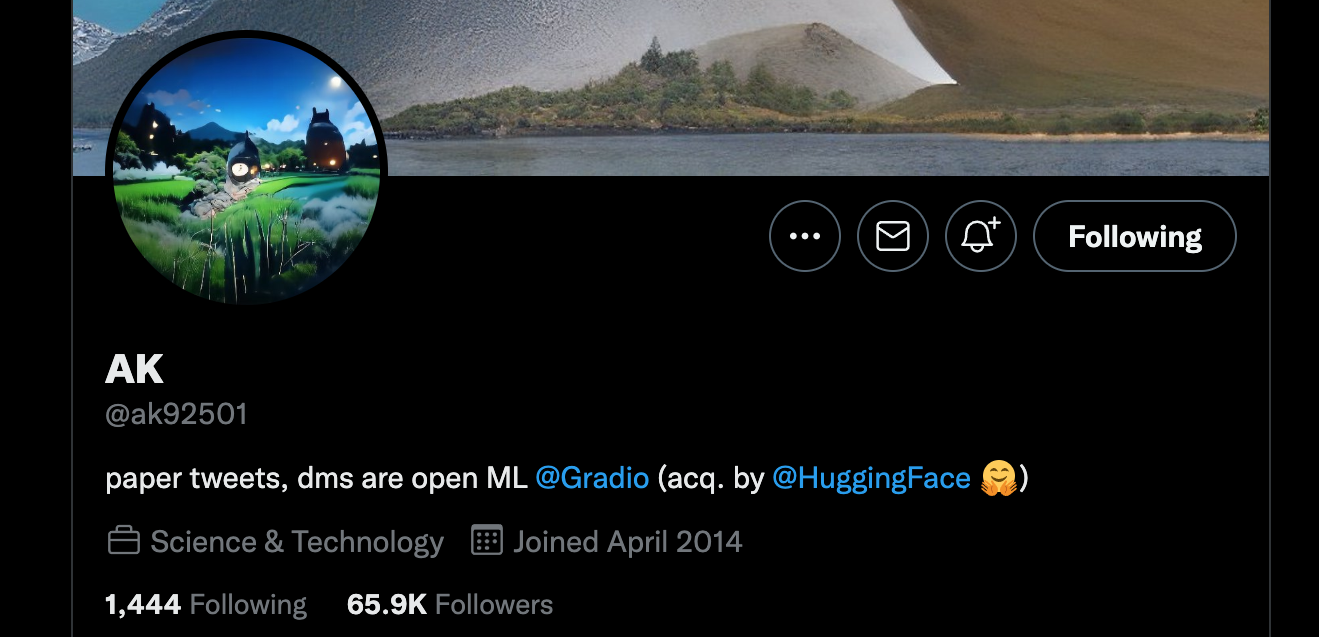 Following
AK
@ak92501
paper tweets, dms are open ML @Gradio (acq. by @HuggingFace 🤗)
Science & Technology Joined April 2014
1,444 Following 65.9K Followers